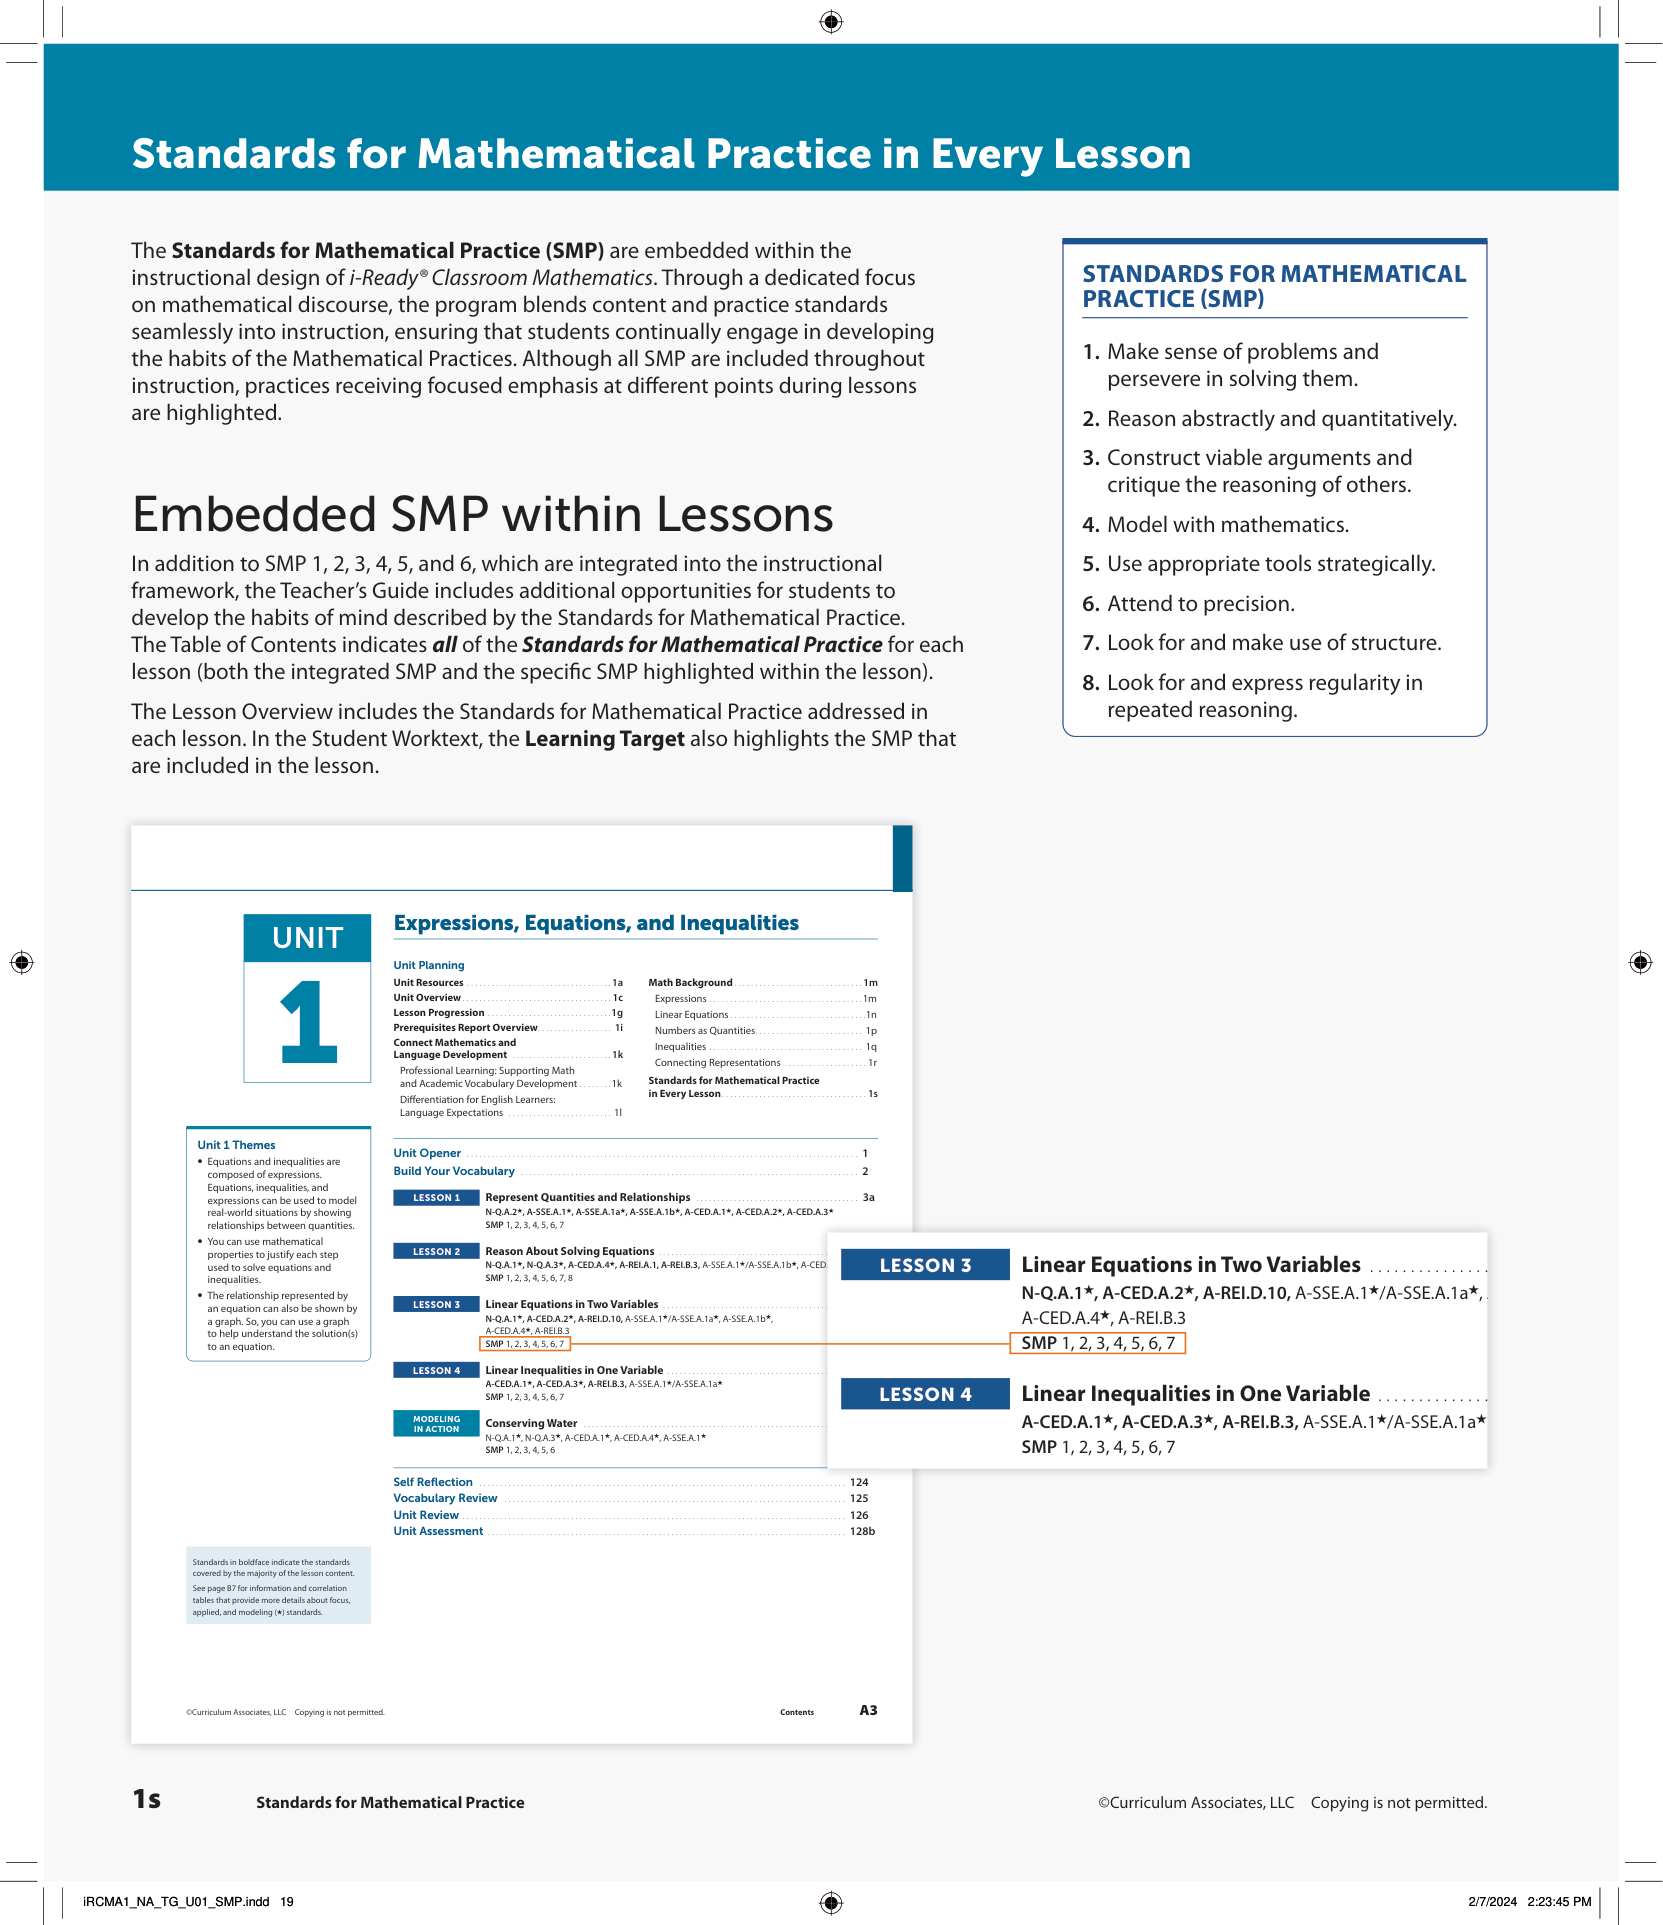 Standards for Mathematical Practice in Every Lesson
The Standards for Mathematical Practice (SMP) are embedded within the
instructional design of i-Ready® Classroom Mathematics. Through a dedicated focus
on mathematical discourse, the program blends content and practice standards
seamlessly into instruction, ensuring that students continually engage in developing
the habits of the Mathematical Practices. Although all SMP are included throughout
instruction, practices receiving focused emphasis at different points during lessons
are highlighted.
Embedded SMP within Lessons
In addition to SMP 1, 2, 3, 4, 5, and 6, which are integrated into the instructional
framework, the Teacher’s Guide includes additional opportunities for students to
develop the habits of mind described by the Standards for Mathematical Practice.
The Table of Contents indicates all of the Standards for Mathematical Practice for each
lesson (both the integrated SMP and the specific SMP highlighted within the lesson).
The Lesson Overview includes the Standards for Mathematical Practice addressed in
each lesson. In the Student Worktext, the Learning Target also highlights the SMP that
are included in the lesson.
STANDARDS FOR MATHEMATICAL
PRACTICE (SMP)
1. Make sense of problems and
persevere in solving them.
2. Reason abstractly and quantitatively.
3. Construct viable arguments and
critique the reasoning of others.
4. Model with mathematics.
5. Use appropriate tools strategically.
6. Attend to precision.
7. Look for and make use of structure.
8. Look for and express regularity in
repeated reasoning.
UNIT
1
Expressions, Equations, and Inequalities
Unit Planning
Unit Resources 1a
Unit Overview 1c
Lesson Progression 1g
Prerequisites Report Overview 1i
Connect Mathematics and
Language Development 1k
Professional Learning: Supporting Math
and Academic Vocabulary Development 1k
Differentiation for English Learners:
Language Expectations 1l
Math Background 1m
Expressions 1m
Linear Equations 1n
Numbers as Quantities 1p
Inequalities 1q
Connecting Representations 1r
Standards for Mathematical Practice
in Every Lesson 1s
Unit 1 Themes
• Equations and inequalities are
composed of expressions.
Equations, inequalities, and
expressions can be used to model
real-world situations by showing
relationships between quantities.
• You can use mathematical
properties to justify each step
used to solve equations and
inequalities.
• The relationship represented by
an equation can also be shown by
a graph. So, you can use a graph
to help understand the solution(s)
to an equation.
Unit Opener 1
Build Your Vocabulary 2
LESSON 1 Represent Quantities and Relationships 3a
N-Q.A.2★, A-SSE.A.1★, A-SSE.A.1a★, A-SSE.A.1b★, A-CED.A.1★, A-CED.A.2★, A-CED.A.3★
SMP 1, 2, 3, 4, 5, 6, 7
LESSON 2 Reason About Solving Equations
N-Q.A.1★, N-Q.A.3★, A-CED.A.4★, A-REI.A.1, A-REI.B.3, A-SSE.A.1★/A-SSE.A.1b★, A-CED.
SMP 1, 2, 3, 4, 5, 6, 7, 8
LESSON 3 Linear Equations in Two Variables
N-Q.A.1★, A-CED.A.2★, A-REI.D.10, A-SSE.A.1★/A-SSE.A.1a★, A-SSE.A.1b★,
A-CED.A.4★, A-REI.B.3
SMP 1, 2, 3, 4, 5, 6, 7
LESSON 4 Linear Inequalities in One Variable
A-CED.A.1★, A-CED.A.3★, A-REI.B.3, A-SSE.A.1★/A-SSE.A.1a★
SMP 1, 2, 3, 4, 5, 6, 7
MODELING
IN ACTION
Conserving Water
N-Q.A.1★, N-Q.A.3★, A-CED.A.1★, A-CED.A.4★, A-SSE.A.1★
SMP 1, 2, 3, 4, 5, 6
Self Reflection 124
Vocabulary Review 125
Unit Review 126
Unit Assessment 128b
LESSON 3 Linear Equations in Two Variables
N-Q.A.1★, A-CED.A.2★, A-REI.D.10, A-SSE.A.1★/A-SSE.A.1a★,
A-CED.A.4★, A-REI.B.3
SMP 1, 2, 3, 4, 5, 6, 7
LESSON 4 Linear Inequalities in One Variable
A-CED.A.1★, A-CED.A.3★, A-REI.B.3, A-SSE.A.1★/A-SSE.A.1a★
SMP 1, 2, 3, 4, 5, 6, 7
Standards in boldface indicate the standards
covered by the majority of the lesson content.
See page B7 for information and correlation
tables that provide more details about focus,
applied, and modeling (★) standards.
©Curriculum Associates, LLC Copying is not permitted.
Contents A3
1s Standards for Mathematical Practice
©Curriculum Associates, LLC Copying is not permitted.
iRCMA1_NA_TG_U01_SMP.indd 19
2/7/2024 2:23:45 PM